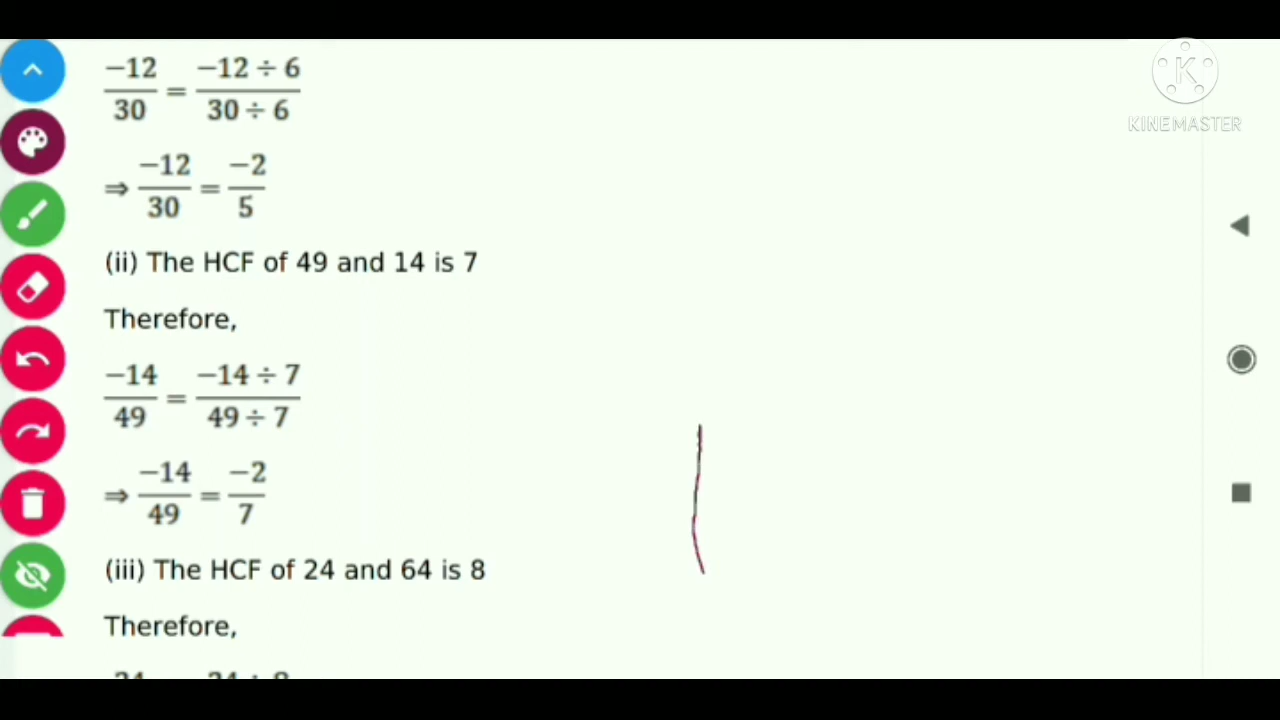 −12/30 = −12 ÷ 6/30 ÷ 6
KINEMASTER
⇒ −12/30 = −2/5
(ii) The HCF of 49 and 14 is 7
Therefore,
−14/49 = −14 ÷ 7/49 ÷ 7
⇒ −14/49 = −2/7
(iii) The HCF of 24 and 64 is 8
Therefore,